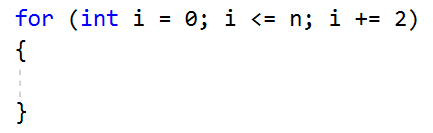 for (int i = 0; i <= n; i += 2)
{
}